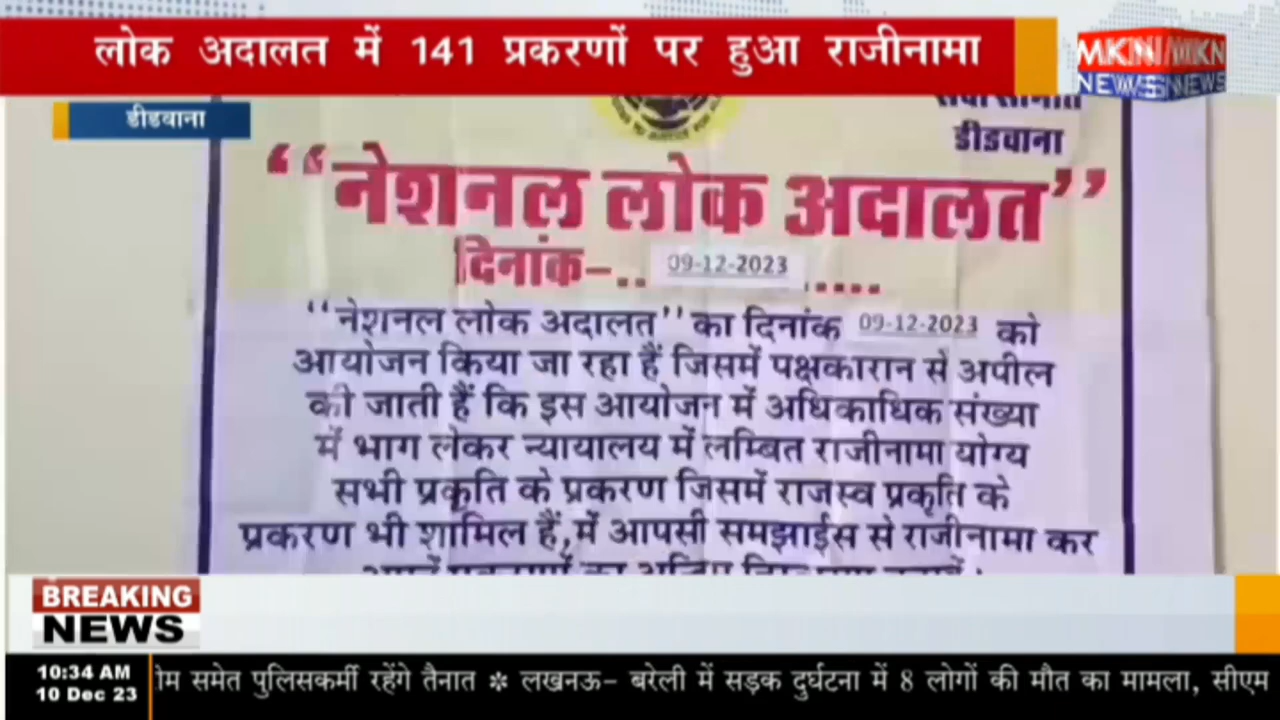 लोक अदालत में 141 प्रकरणों पर हुआ राजीनामा
MKN
NEWS
डीडवाना
डीडवाना
‘‘नेशनल लोक अदालत’’
दिनांक–.. 09-12-2023 .....
‘‘नेशनल लोक अदालत’’ का दिनांक 09-12-2023 को
आयोजन किया जा रहा हैं जिसमें पक्षकारान से अपील
की जाती हैं कि इस आयोजन में अधिकाधिक संख्या
में भाग लेकर न्यायालय में लम्बित राजीनामा योग्य
सभी प्रकृति के प्रकरण जिसमें राजस्व प्रकृति के
प्रकरण भी शामिल हैं,में आपसी समझाईस से राजीनामा कर
BREAKING
NEWS
10:34 AM
10 Dec 23
समेत पुलिसकर्मी रहेंगे तैनात * लखनऊ– बरेली में सड़क दुर्घटना में 8 लोगों की मौत का मामला, सीएम